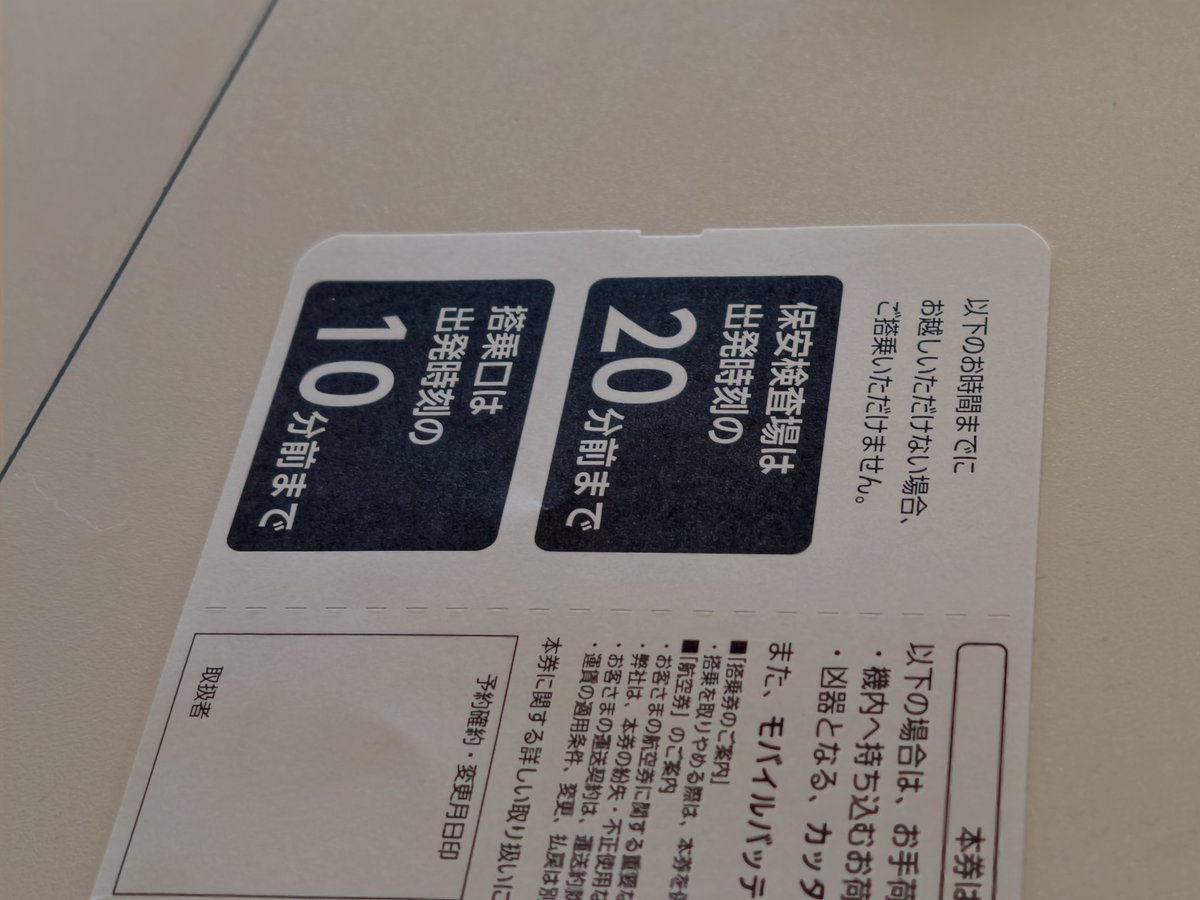 以下のお時間までに
お越しいただけない場合、
ご搭乗いただけません。
保安検査場は
出発時刻の
20分前まで
搭乗口は
出発時刻の
10分前まで
本券は
以下の場合は、お手荷
・機内へ持ち込むお荷
・凶器となる、カッタ
また、モバイルバッテ
■「搭乗券のご案内」
・搭乗を取りやめる際は、本券を
■「航空券」のご案内
・お客さまの航空券に関する重要な
・弊社は、本券の紛失・不正使用な
・お客さまの運送契約は、運送約款
・運賃の適用条件、変更、払戻は別
本券に関する詳しい取り扱いに
予約確約・変更月日印
取扱者